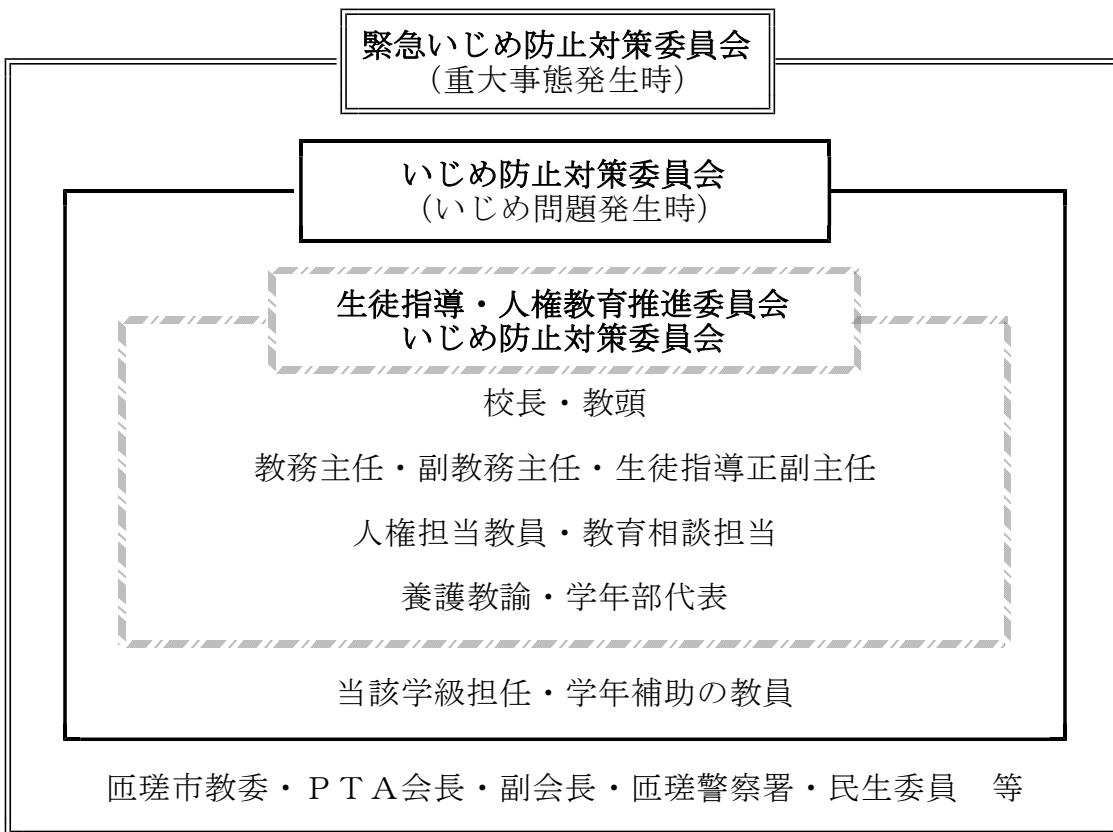 緊急いじめ防止対策委員会
（重大事態発生時）
いじめ防止対策委員会
（いじめ問題発生時）
生徒指導・人権教育推進委員会
いじめ防止対策委員会
校長・教頭
教務主任・副教務主任・生徒指導正副主任
人権担当教員・教育相談担当
養護教諭・学年部代表
当該学級担任・学年補助の教員
匝瑳市教委・ＰＴＡ会長・副会長・匝瑳警察署・民生委員　等